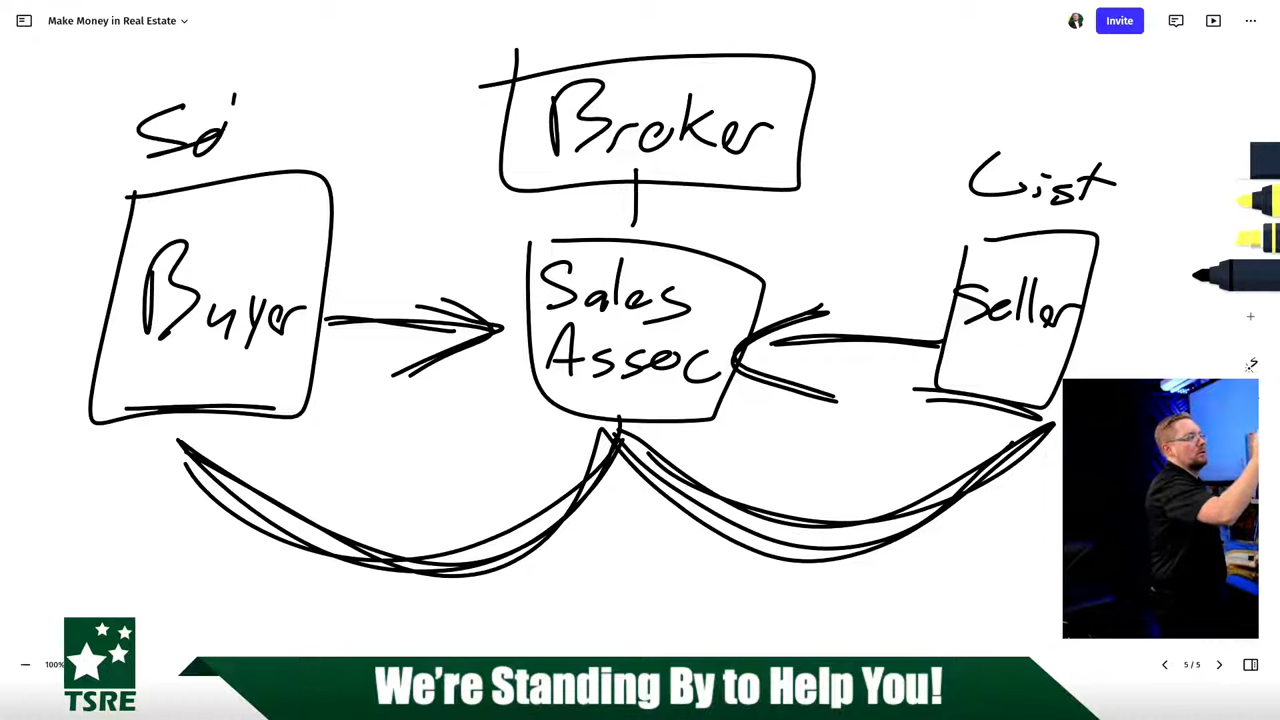 Make Money in Real Estate
Invite
Broker
List
Buyer
Sales
Assoc
Seller
100%
5 / 5
TSRE
We're Standing By to Help You!